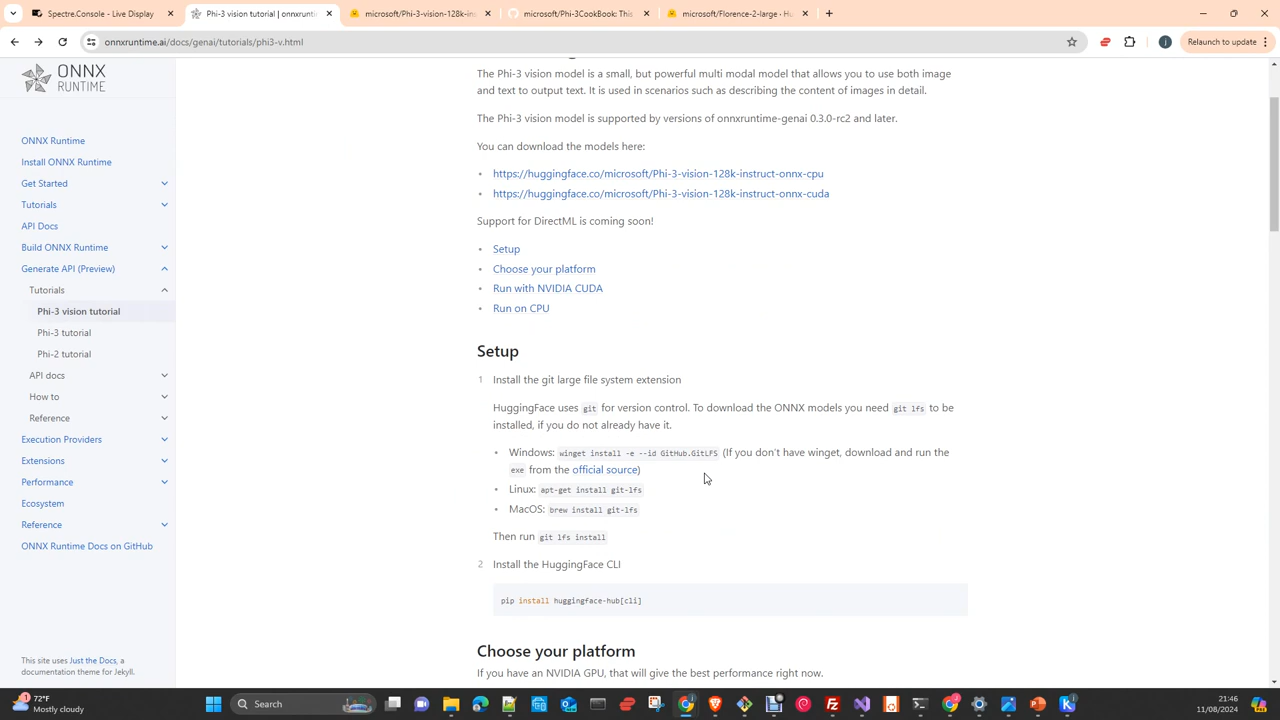 Spectre.Console - Live Display
Phi-3 vision tutorial | onnxrunti
microsoft/Phi-3-vision-128k-ins
microsoft/Phi-3CookBook: This
microsoft/Florence-2-large · Hu
onnxruntime.ai/docs/genai/tutorials/phi3-v.html
Relaunch to update
ONNX
RUNTIME
ONNX Runtime
Install ONNX Runtime
Get Started
Tutorials
API Docs
Build ONNX Runtime
Generate API (Preview)
Tutorials
Phi-3 vision tutorial
Phi-3 tutorial
Phi-2 tutorial
API docs
How to
Reference
Execution Providers
Extensions
Performance
Ecosystem
Reference
ONNX Runtime Docs on GitHub
This site uses Just the Docs, a
documentation theme for Jekyll.
The Phi-3 vision model is a small, but powerful multi modal model that allows you to use both image
and text to output text. It is used in scenarios such as describing the content of images in detail.
The Phi-3 vision model is supported by versions of onnxruntime-genai 0.3.0-rc2 and later.
You can download the models here:
https://huggingface.co/microsoft/Phi-3-vision-128k-instruct-onnx-cpu
https://huggingface.co/microsoft/Phi-3-vision-128k-instruct-onnx-cuda
Support for DirectML is coming soon!
Setup
Choose your platform
Run with NVIDIA CUDA
Run on CPU
Setup
1 Install the git large file system extension
HuggingFace uses git for version control. To download the ONNX models you need git lfs to be
installed, if you do not already have it.
Windows: winget install -e --id GitHub.GitLFS (If you don't have winget, download and run the
exe from the official source)
Linux: apt-get install git-lfs
MacOS: brew install git-lfs
Then run git lfs install
2 Install the HuggingFace CLI
pip install huggingface-hub[cli]
Choose your platform
If you have an NVIDIA GPU, that will give the best performance right now.
72°F
Mostly cloudy
Search
21:46
11/08/2024